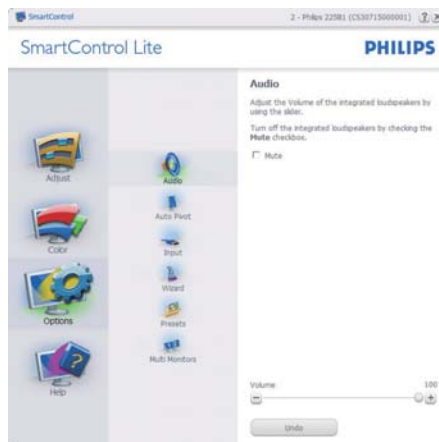 SmartControl
2 - Philips 225B1 (CS30715000001)
SmartControl Lite
PHILIPS
Adjust
Color
Options
Help
Audio
Auto Pivot
Input
Wizard
Presets
Multi Monitors
Audio
Adjust the Volume of the integrated loudspeakers by
using the slider.
Turn off the integrated loudspeakers by checking the
Mute checkbox.
Mute
Volume
100
Undo